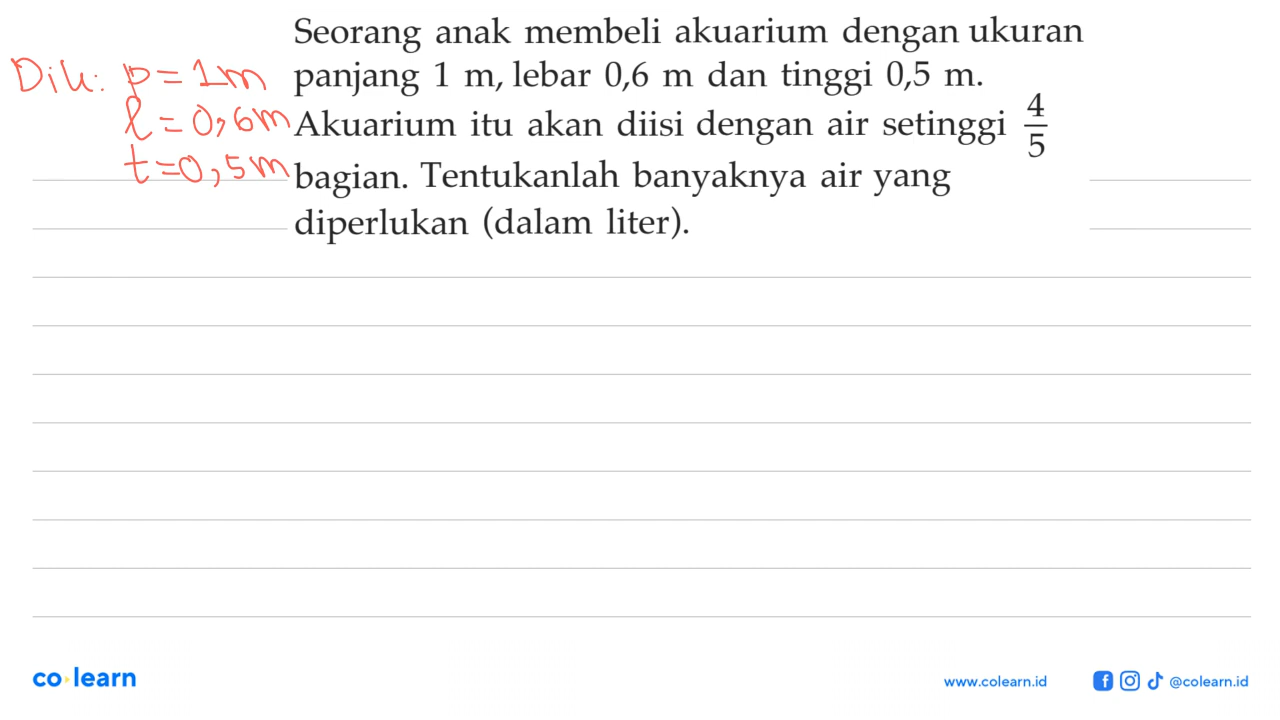 Seorang anak membeli akuarium dengan ukuran
panjang 1 m, lebar 0,6 m dan tinggi 0,5 m.
Akuarium itu akan diisi dengan air setinggi 4/5
bagian. Tentukanlah banyaknya air yang
diperlukan (dalam liter).
Dik: p = 1m
l = 0,6m
t = 0,5m
co learn
www.colearn.id
@colearn.id